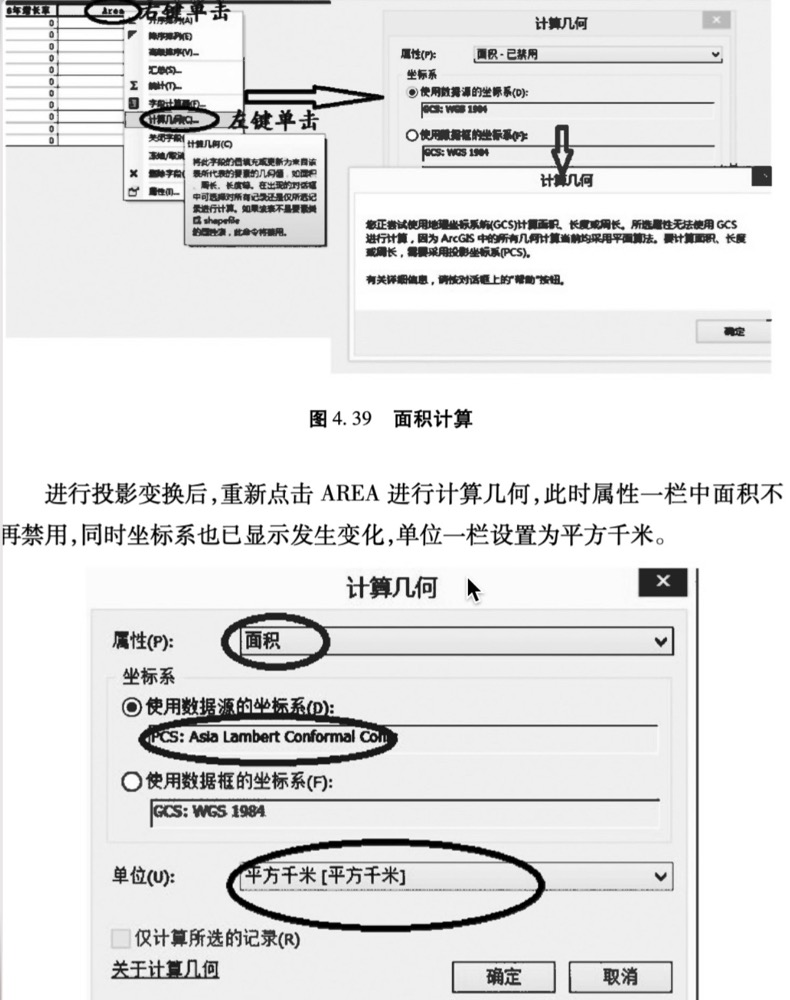 6年增长率
Area
右键单击
升序排列(A)
降序排列(E)
高级排序(V)...
汇总(S)...
Σ 统计(T)...
字段计算器(F)...
计算几何(C)...
左键单击
关闭字段(
冻结/取消
删除字段(
属性(I)...
计算几何(C)
将此字段的值填充或更新为来自该
表所代表的要素的几何值，如面积
、周长、长度等。在出现的对话框
中可选择对所有记录还是仅所选记
录进行计算。如果该表不是要素类
或 shapefile
的属性表，此命令将禁用。
0
0
0
0
0
0
0
0
0
0
0
计算几何
属性(P):
面积 - 已禁用
坐标系
使用数据源的坐标系(D):
GCS: WGS 1984
使用数据框的坐标系(F):
GCS: WGS 1984
计算几何
您正尝试使用地理坐标系统(GCS)计算面积、长度或周长。所选属性无法使用 GCS
进行计算，因为 ArcGIS 中的所有几何计算当前均采用平面算法。要计算面积、长度
或周长，需要采用投影坐标系(PCS)。
有关详细信息，请按对话框上的"帮助"按钮。
确定
图 4.39 面积计算
进行投影变换后,重新点击 AREA 进行计算几何,此时属性一栏中面积不
再禁用,同时坐标系也已显示发生变化,单位一栏设置为平方千米。
计算几何
属性(P):
面积
坐标系
使用数据源的坐标系(D):
PCS: Asia Lambert Conformal Conic
使用数据框的坐标系(F):
GCS: WGS 1984
单位(U):
平方千米 [平方千米]
仅计算所选的记录(R)
关于计算几何
确定
取消